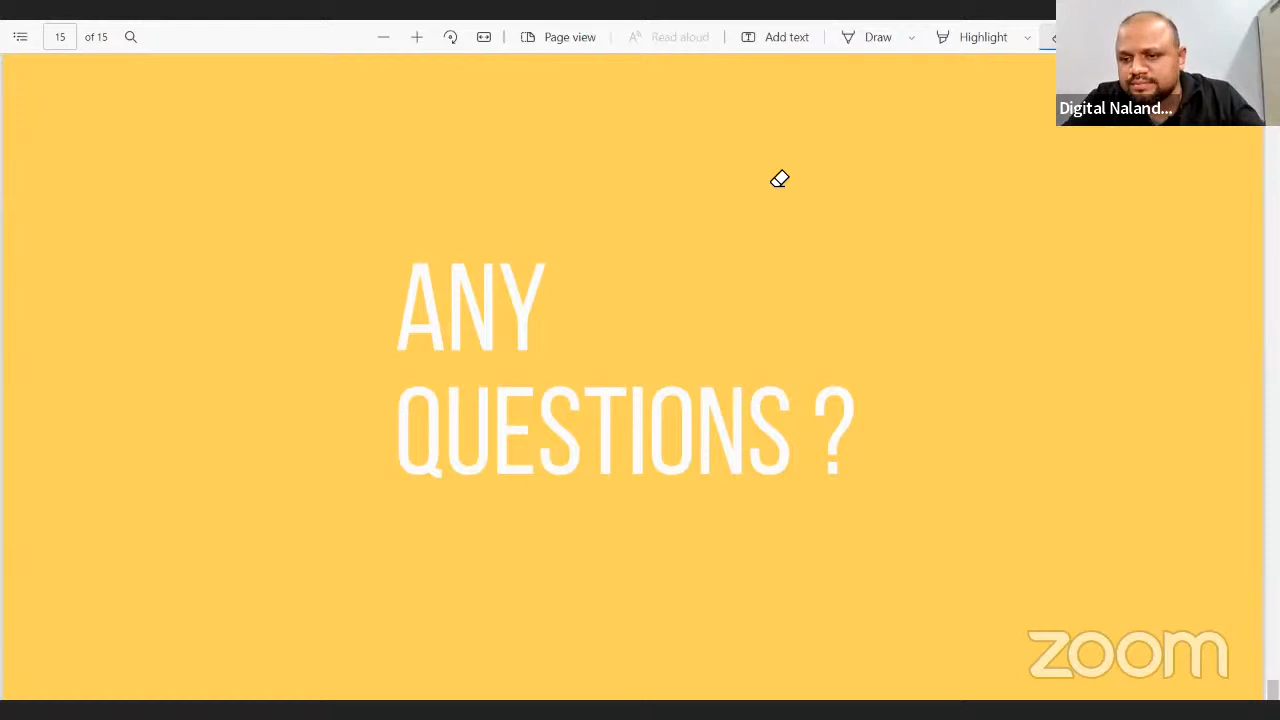 15 of 15
Page view
Read aloud
Add text
Draw
Highlight
Digital Naland...
ANY
QUESTIONS ?
zoom